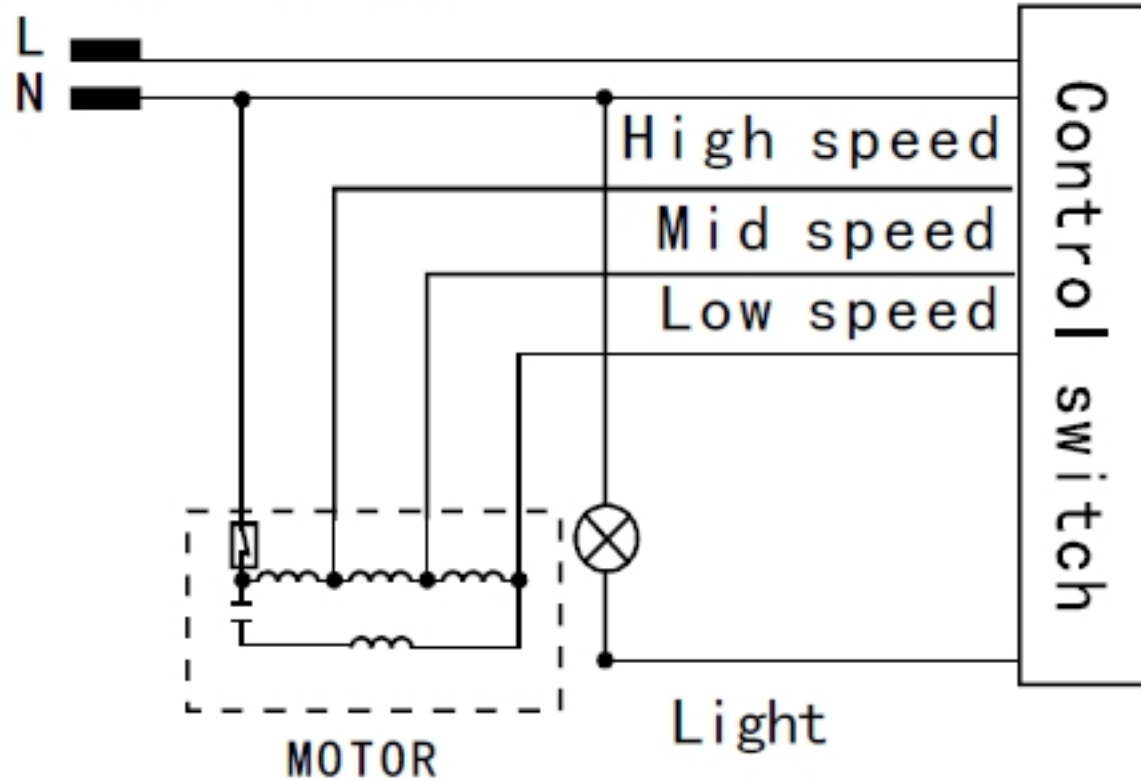 L
N
High speed
Mid speed
Low speed
Control switch
Light
MOTOR